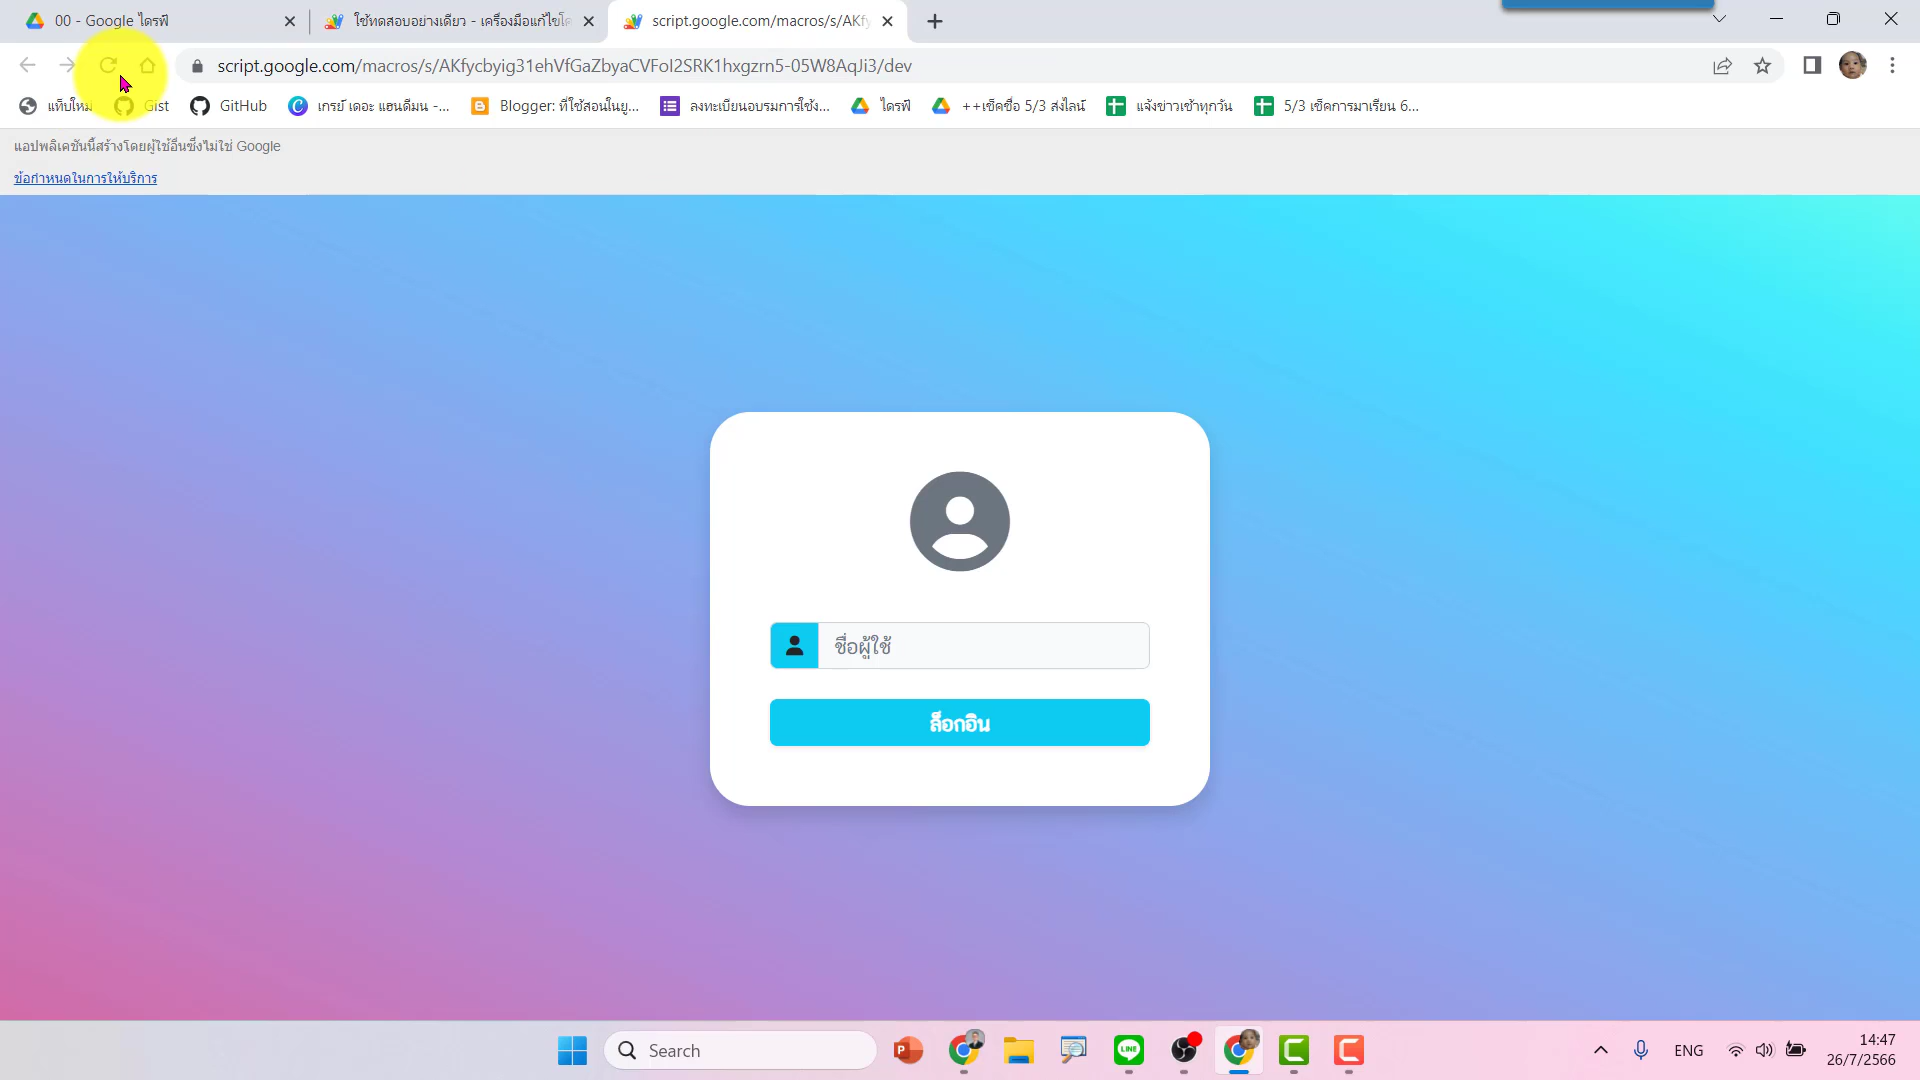 00 - Google ไดรฟ์
ใช้ทดสอบอย่างเดียว - เครื่องมือแก้ไขโค
script.google.com/macros/s/AKfy
script.google.com/macros/s/AKfycbyig31ehVfGaZbyaCVFoI2SRK1hxgzrn5-05W8AqJi3/dev
แท็บใหม่
Gist
GitHub
เกรย์ เดอะ แฮนดีมน -...
Blogger: ที่ใช้สอนในยู...
ลงทะเบียนอบรมการใช้ง...
ไดรฟ์
++เช็คชื่อ 5/3 ส่งไลน์
แจ้งข่าวเช้าทุกวัน
5/3 เช็คการมาเรียน 6...
แอปพลิเคชันนี้สร้างโดยผู้ใช้อื่นซึ่งไม่ใช่ Google
ข้อกำหนดในการให้บริการ
ชื่อผู้ใช้
ล็อกอิน
Search
ENG
14:47
26/7/2566